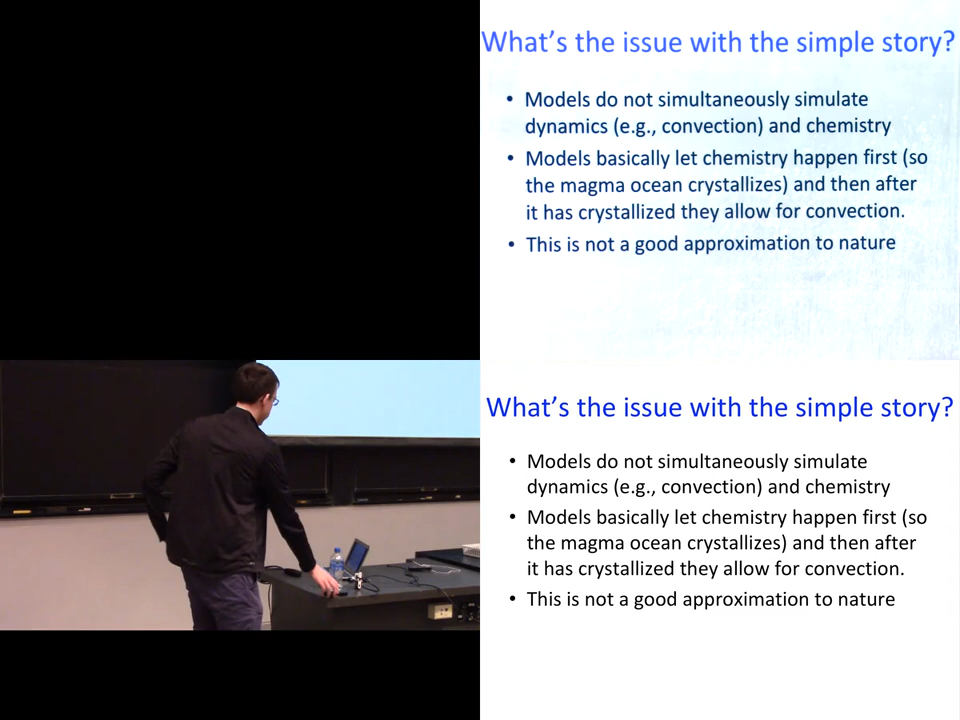 What's the issue with the simple story?
• Models do not simultaneously simulate
dynamics (e.g., convection) and chemistry
• Models basically let chemistry happen first (so
the magma ocean crystallizes) and then after
it has crystallized they allow for convection.
• This is not a good approximation to nature
What's the issue with the simple story?
• Models do not simultaneously simulate
dynamics (e.g., convection) and chemistry
• Models basically let chemistry happen first (so
the magma ocean crystallizes) and then after
it has crystallized they allow for convection.
• This is not a good approximation to nature